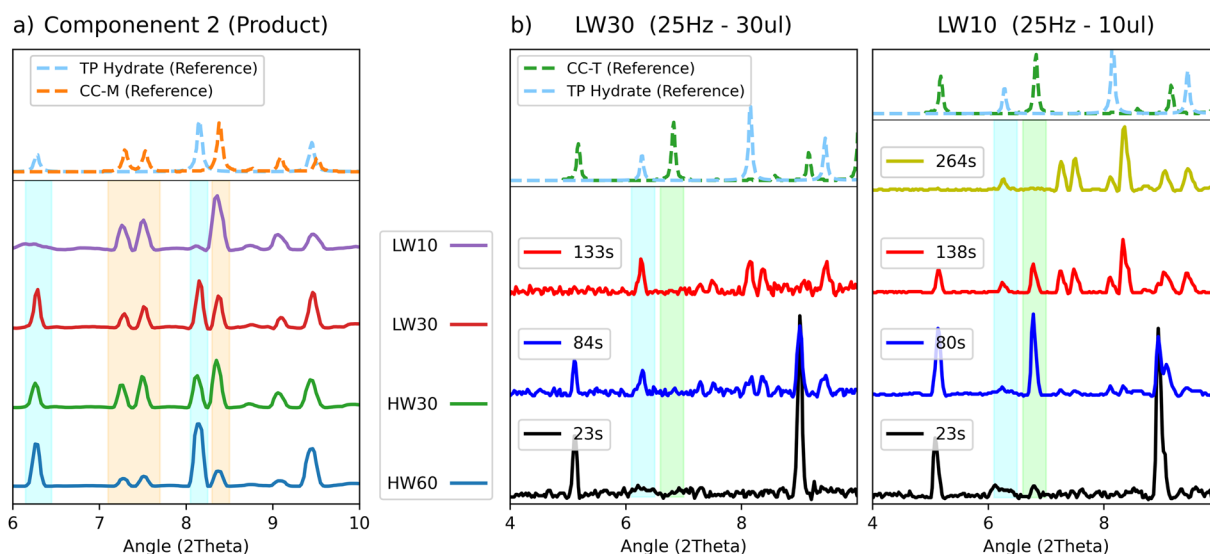 a) Componenent 2 (Product)
TP Hydrate (Reference)
CC-M (Reference)
LW10
LW30
HW30
HW60
6 7 8 9 10
Angle (2Theta)
b) LW30 (25Hz - 30ul)
CC-T (Reference)
TP Hydrate (Reference)
133s
84s
23s
4 6 8
Angle (2Theta)
LW10 (25Hz - 10ul)
264s
138s
80s
23s
4 6 8
Angle (2Theta)